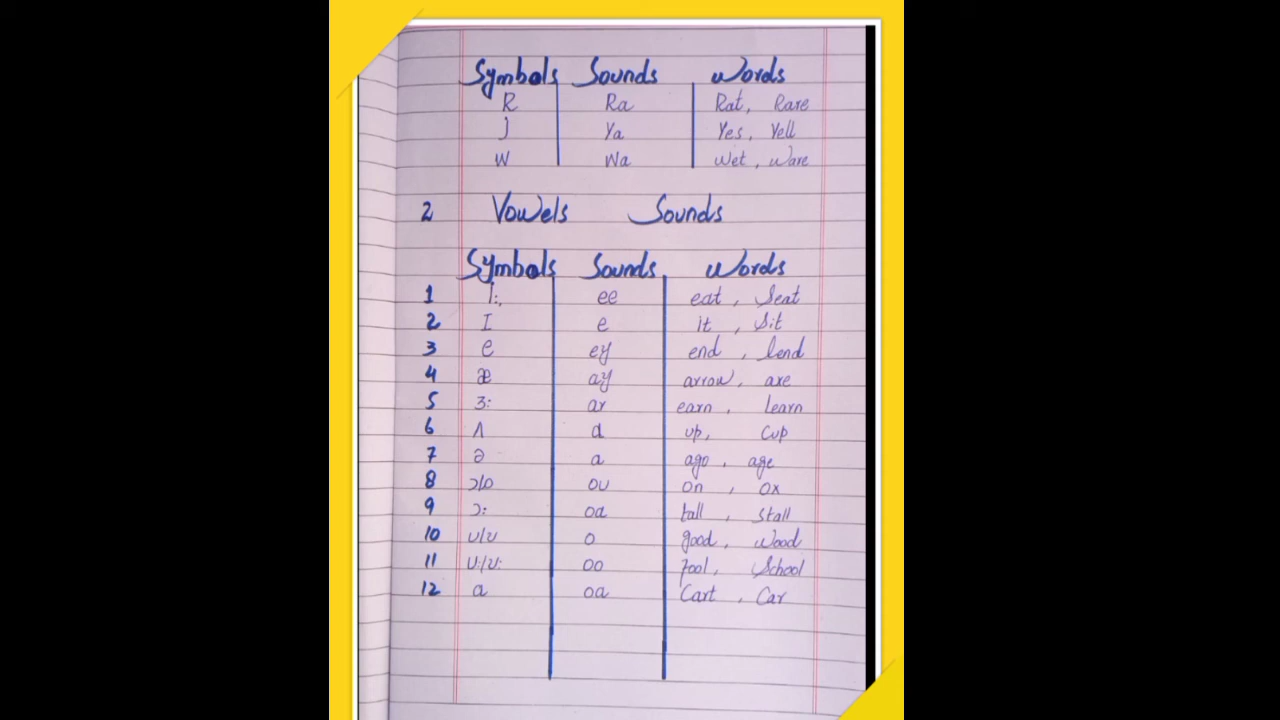 Symbols Sounds Words
R Ra Rat, Rare
J Ya Yes, Yell
W Wa Wet, Ware
2 Vowels Sounds
Symbols Sounds Words
1 I: ee eat, Seat
2 I e it, Sit
3 e ey end, lend
4 æ ay arrow, axe
5 3: ar earn, learn
6 Λ a up, Cup
7 ə a ago, age
8 ɔ/o ou on, ox
9 ɔ: oa tall, Stall
10 u/ʊ o good, Wood
11 u:/ʊ: oo Fool, School
12 a oa Cart, Car